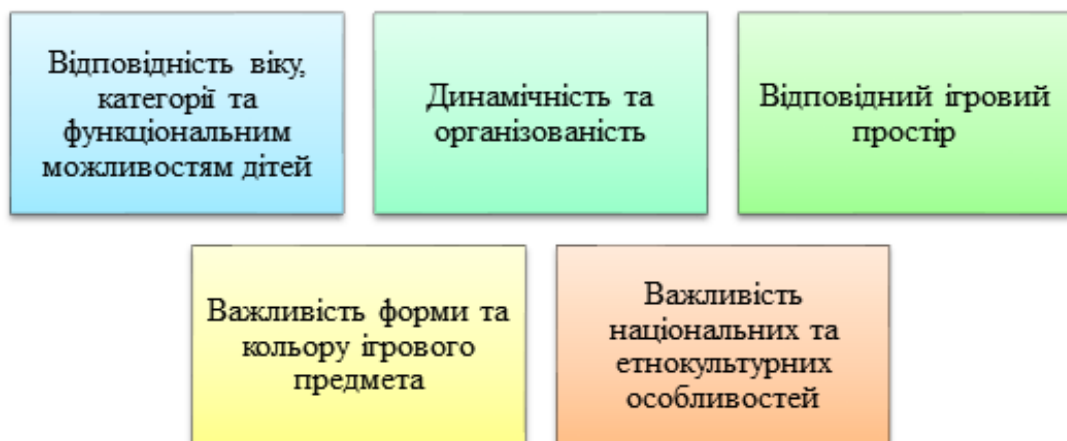 Відповідність віку,
категорії та
функціональним
можливостям дітей
Динамічність та
організованість
Відповідний ігровий
простір
Важливість форми та
кольору ігрового
предмета
Важливість
національних та
етнокультурних
особливостей